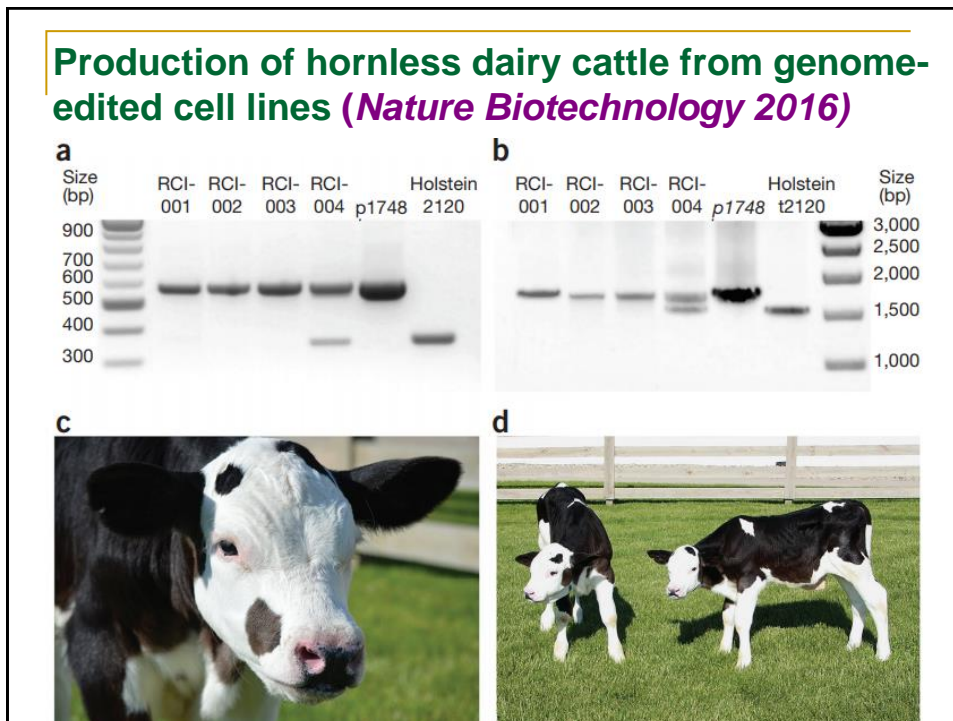 Production of hornless dairy cattle from genome-
edited cell lines (Nature Biotechnology 2016)
a
Size
(bp)
RCI-
001
RCI-
002
RCI-
003
RCI-
004
p1748
Holstein
2120
900
700
600
500
400
300
b
RCI-
001
RCI-
002
RCI-
003
RCI-
004
p1748
Holstein
t2120
Size
(bp)
3,000
2,500
2,000
1,500
1,000
c
d